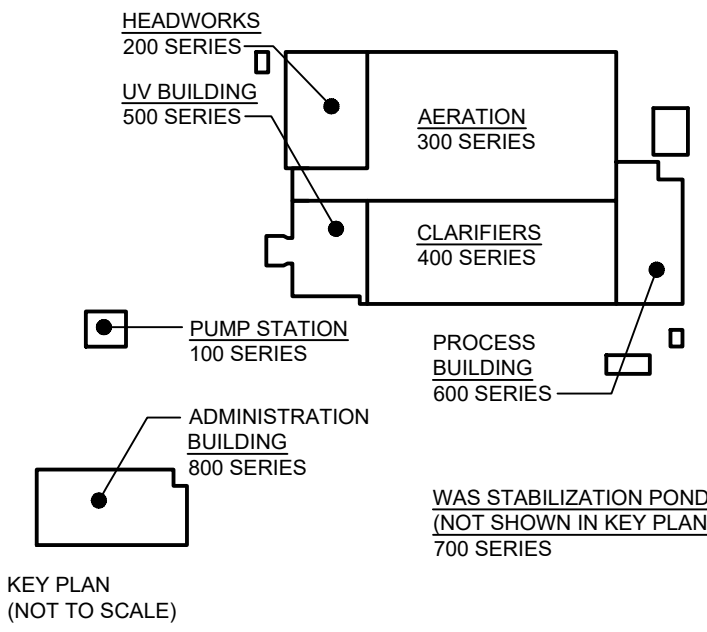 HEADWORKS
200 SERIES
UV BUILDING
500 SERIES
AERATION
300 SERIES
CLARIFIERS
400 SERIES
PUMP STATION
100 SERIES
PROCESS
BUILDING
600 SERIES
ADMINISTRATION
BUILDING
800 SERIES
WAS STABILIZATION POND
(NOT SHOWN IN KEY PLAN
700 SERIES
KEY PLAN
(NOT TO SCALE)